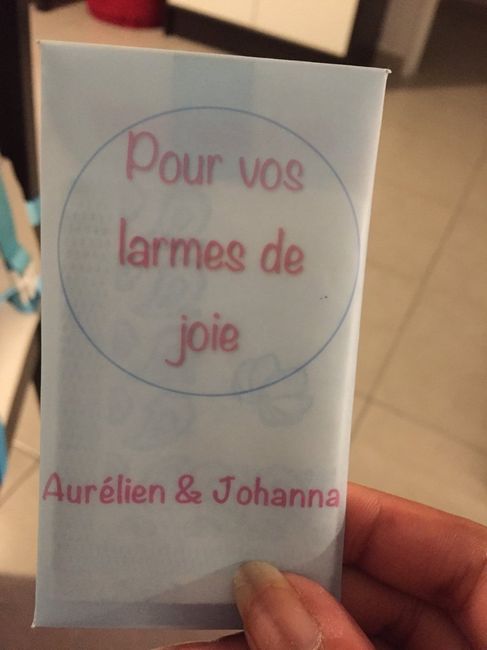 Pour vos
larmes de
joie
Aurélien & Johanna